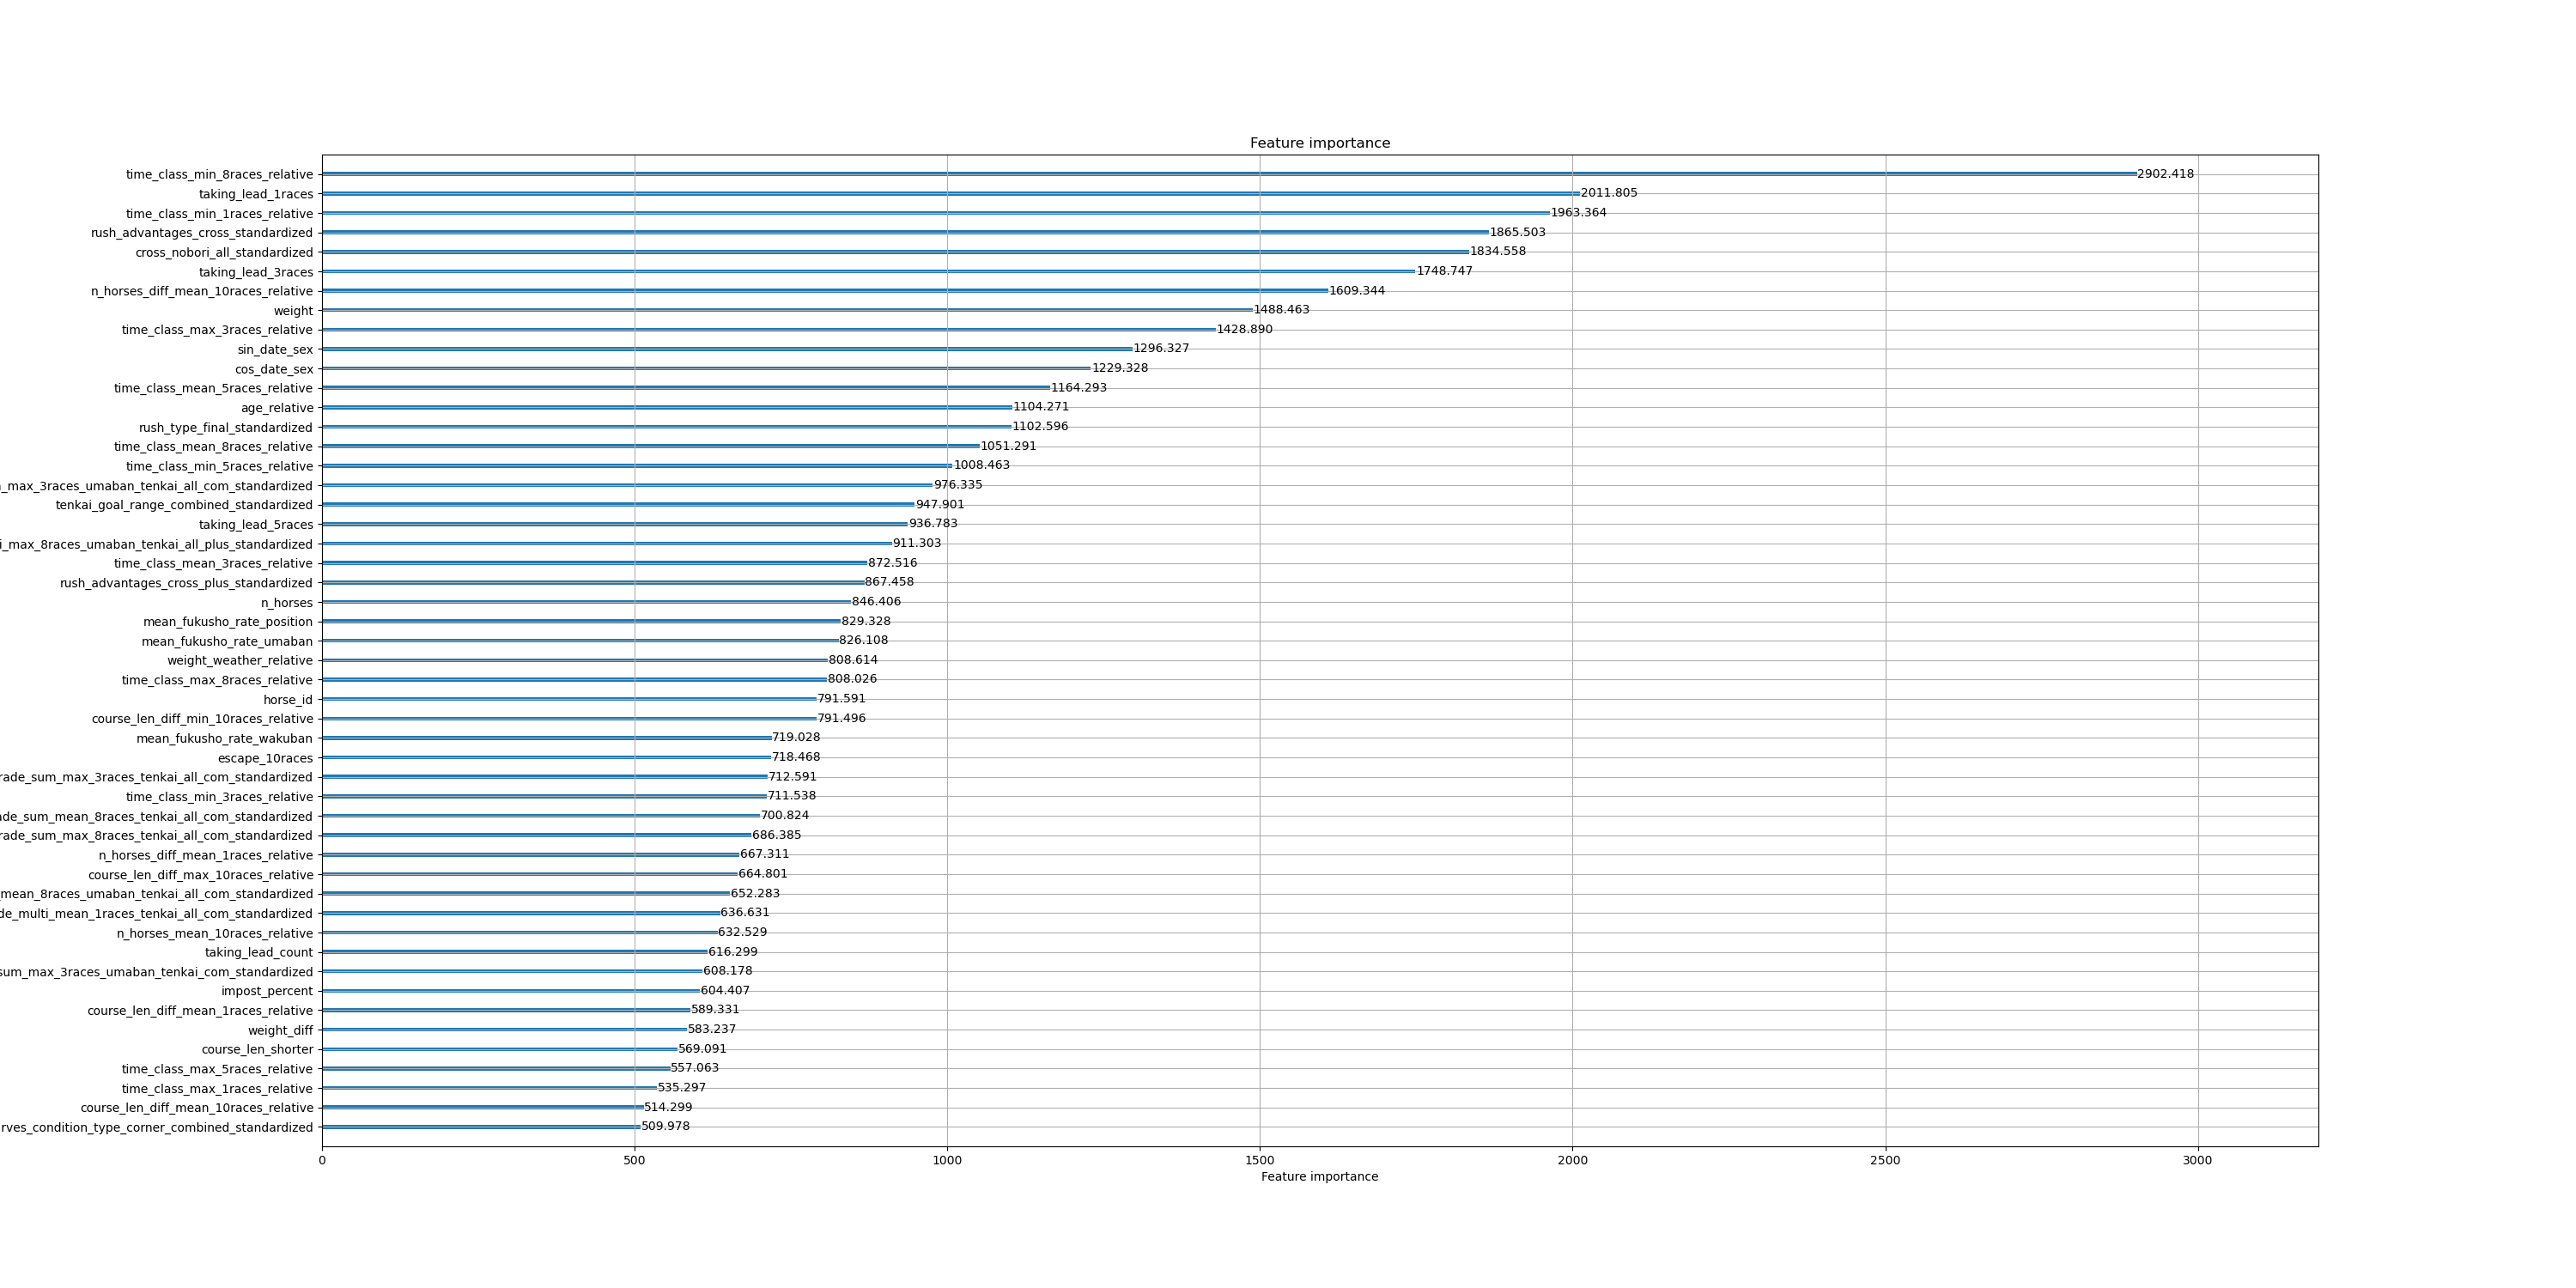 Feature importance
time_class_min_8races_relative 2902.418
taking_lead_1races 2011.805
time_class_min_1races_relative 1963.364
rush_advantages_cross_standardized 1865.503
cross_nobori_all_standardized 1834.558
taking_lead_3races 1748.747
n_horses_diff_mean_10races_relative 1609.344
weight 1488.463
time_class_max_3races_relative 1428.890
sin_date_sex 1296.327
cos_date_sex 1229.328
time_class_mean_5races_relative 1164.293
age_relative 1104.271
rush_type_final_standardized 1102.596
time_class_mean_8races_relative 1051.291
time_class_min_5races_relative 1008.463
_max_3races_umaban_tenkai_all_com_standardized 976.335
tenkai_goal_range_combined_standardized 947.901
taking_lead_5races 936.783
i_max_8races_umaban_tenkai_all_plus_standardized 911.303
time_class_mean_3races_relative 872.516
rush_advantages_cross_plus_standardized 867.458
n_horses 846.406
mean_fukusho_rate_position 829.328
mean_fukusho_rate_umaban 826.108
weight_weather_relative 808.614
time_class_max_8races_relative 808.026
horse_id 791.591
course_len_diff_min_10races_relative 791.496
mean_fukusho_rate_wakuban 719.028
escape_10races 718.468
rade_sum_max_3races_tenkai_all_com_standardized 712.591
time_class_min_3races_relative 711.538
ade_sum_mean_8races_tenkai_all_com_standardized 700.824
rade_sum_max_8races_tenkai_all_com_standardized 686.385
n_horses_diff_mean_1races_relative 667.311
course_len_diff_max_10races_relative 664.801
mean_8races_umaban_tenkai_all_com_standardized 652.283
de_multi_mean_1races_tenkai_all_com_standardized 636.631
n_horses_mean_10races_relative 632.529
taking_lead_count 616.299
sum_max_3races_umaban_tenkai_com_standardized 608.178
impost_percent 604.407
course_len_diff_mean_1races_relative 589.331
weight_diff 583.237
course_len_shorter 569.091
time_class_max_5races_relative 557.063
time_class_max_1races_relative 535.297
course_len_diff_mean_10races_relative 514.299
rves_condition_type_corner_combined_standardized 509.978
0 500 1000 1500 2000 2500 3000
Feature importance